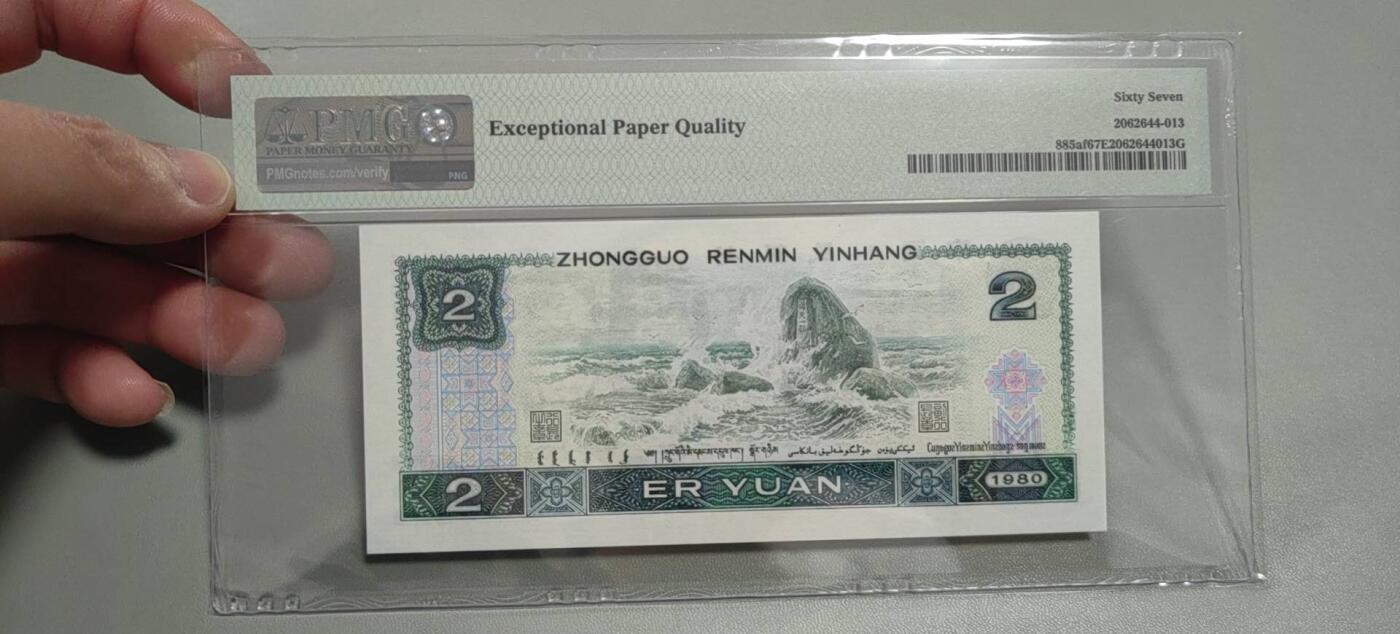 PMG
PAPER MONEY GUARANTY
PMGnotes.com/verify
PNG
Exceptional Paper Quality
Sixty Seven
2062644-013
885af67E2062644013G
ZHONGGUO RENMIN YINHANG
2
2
2
ER YUAN
1980